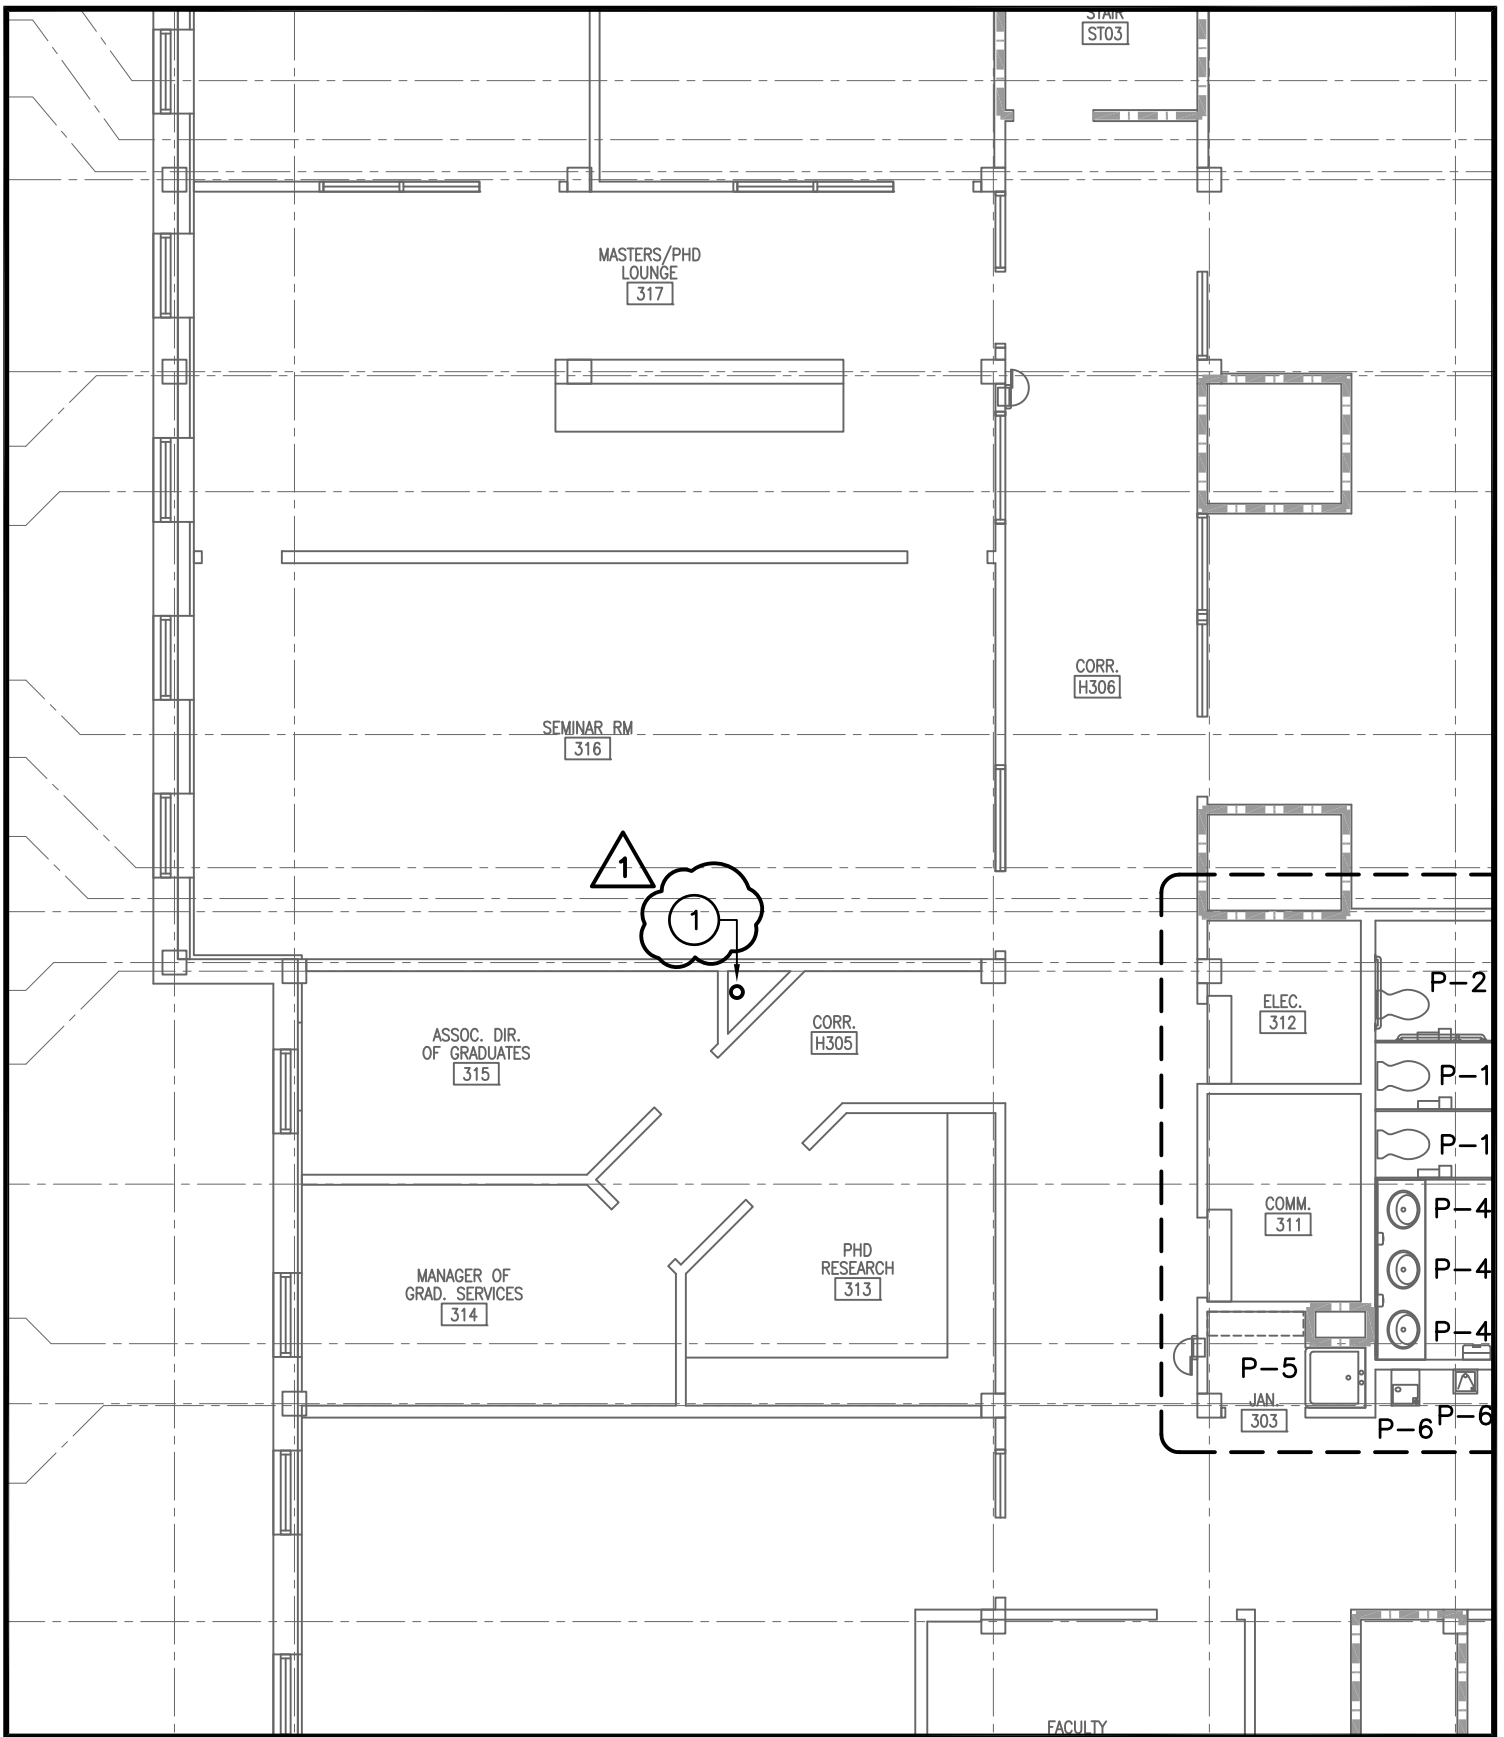 STAIR
ST03
MASTERS/PHD
LOUNGE
317
CORR.
H306
SEMINAR RM
316
1
1
P-2
ELEC.
312
CORR.
H305
ASSOC. DIR.
OF GRADUATES
315
P-1
P-1
COMM.
311
P-4
PHD
RESEARCH
313
P-4
MANAGER OF
GRAD. SERVICES
314
P-4
P-5
JAN.
303
P-6
P-6
FACULTY